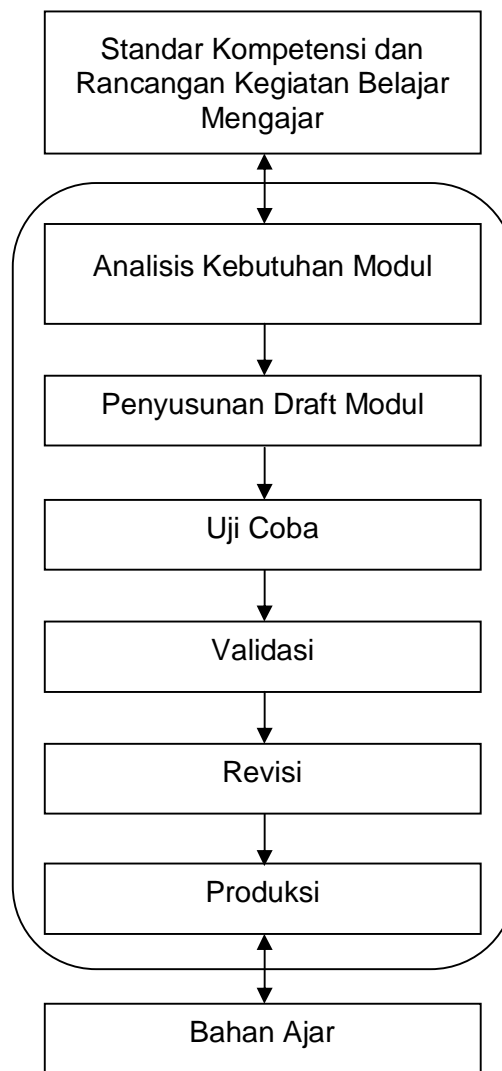 Standar Kompetensi dan
Rancangan Kegiatan Belajar
Mengajar
Analisis Kebutuhan Modul
Penyusunan Draft Modul
Uji Coba
Validasi
Revisi
Produksi
Bahan Ajar